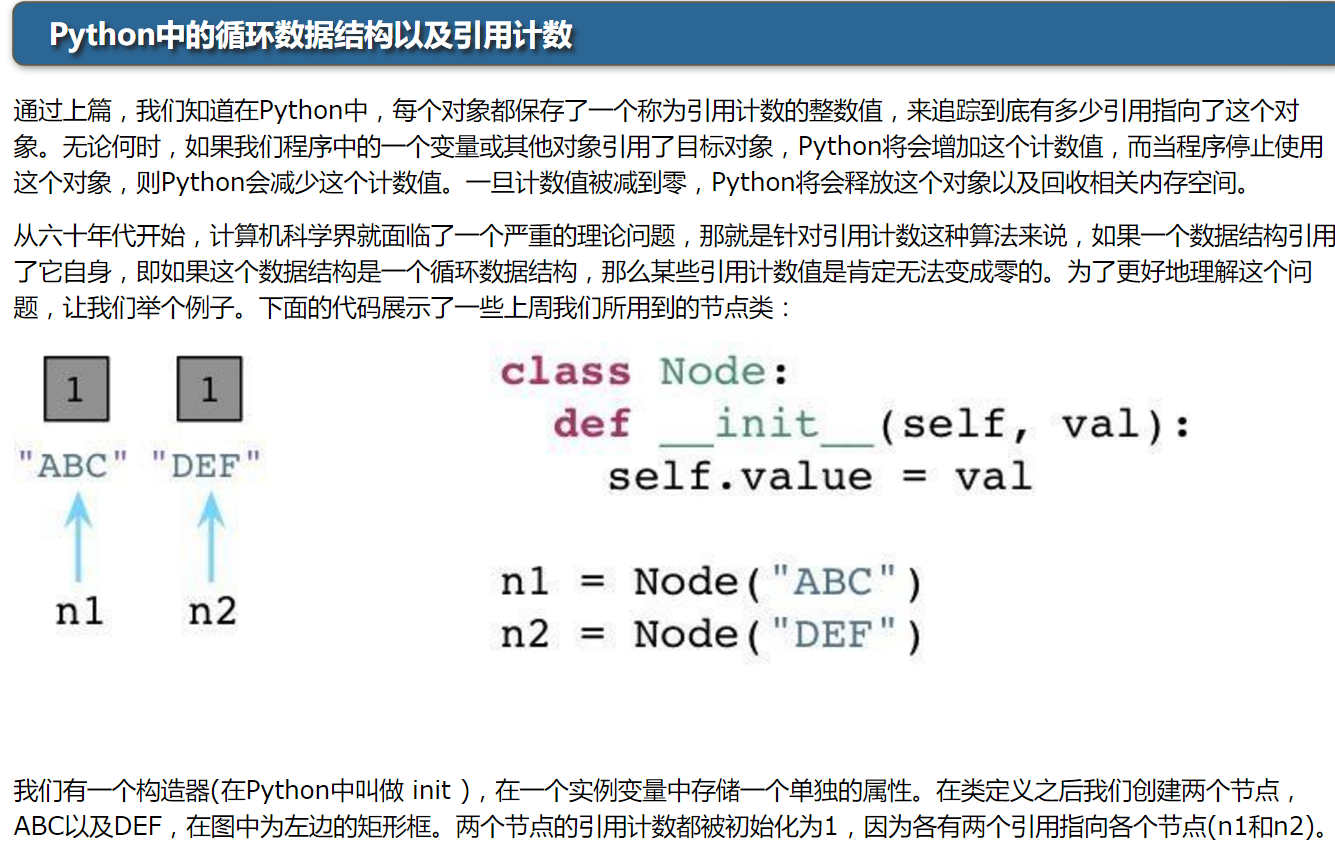 Python中的循环数据结构以及引用计数
通过上篇，我们知道在Python中，每个对象都保存了一个称为引用计数的整数值，来追踪到底有多少引用指向了这个对
象。无论何时，如果我们程序中的一个变量或其他对象引用了目标对象，Python将会增加这个计数值，而当程序停止使用
这个对象，则Python会减少这个计数值。一旦计数值被减到零，Python将会释放这个对象以及回收相关内存空间。
从六十年代开始，计算机科学界就面临了一个严重的理论问题，那就是针对引用计数这种算法来说，如果一个数据结构引用
了它自身，即如果这个数据结构是一个循环数据结构，那么某些引用计数值是肯定无法变成零的。为了更好地理解这个问
题，让我们举个例子。下面的代码展示了一些上周我们所用到的节点类：
1 1
"ABC" "DEF"
n1 n2
class Node:
def __init__(self, val):
self.value = val
n1 = Node("ABC")
n2 = Node("DEF")
我们有一个构造器(在Python中叫做 init )，在一个实例变量中存储一个单独的属性。在类定义之后我们创建两个节点，
ABC以及DEF，在图中为左边的矩形框。两个节点的引用计数都被初始化为1，因为各有两个引用指向各个节点(n1和n2)。